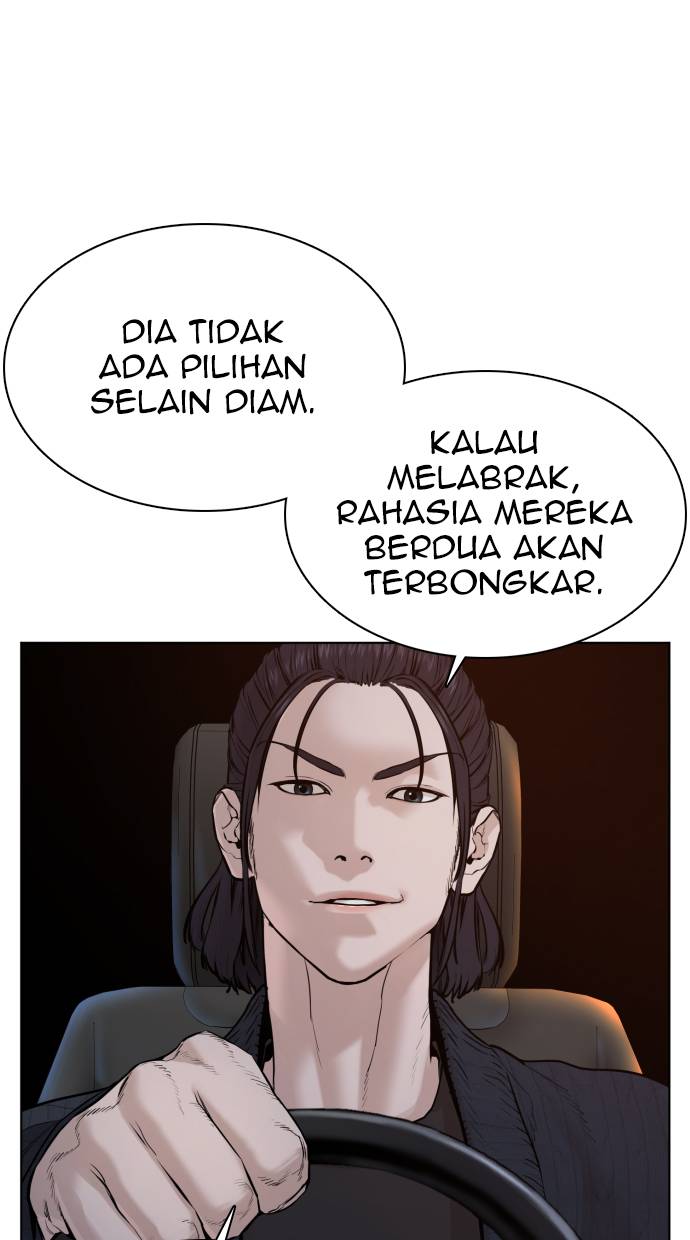 DIA TIDAK
ADA PILIHAN
SELAIN DIAM.
KALAU
MELABRAK,
RAHASIA MEREKA
BERDUA AKAN
TERBONGKAR.